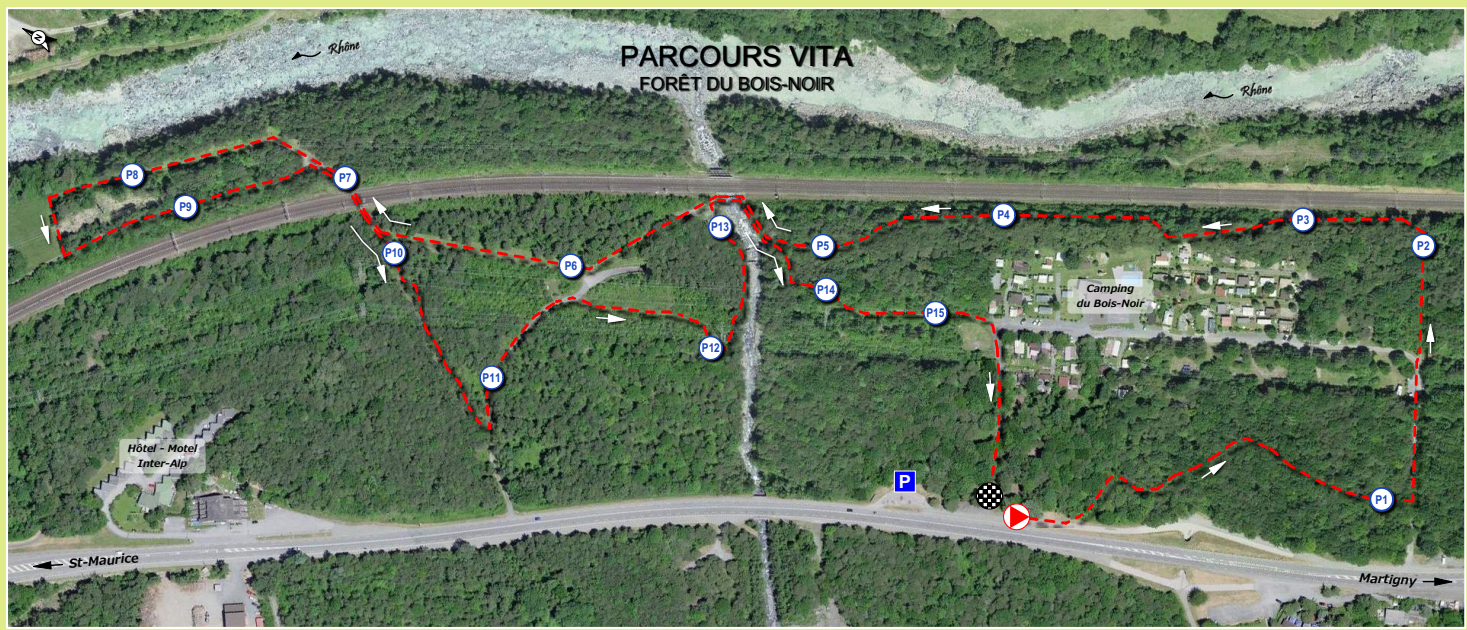 N
Rhône
PARCOURS VITA
FORÊT DU BOIS-NOIR
Rhône
P8
P7
P9
P10
P6
P13
P5
P4
P3
P2
P14
P15
Camping
du Bois-Noir
P12
P11
Hôtel - Motel
Inter-Alp
P
P1
St-Maurice
Martigny